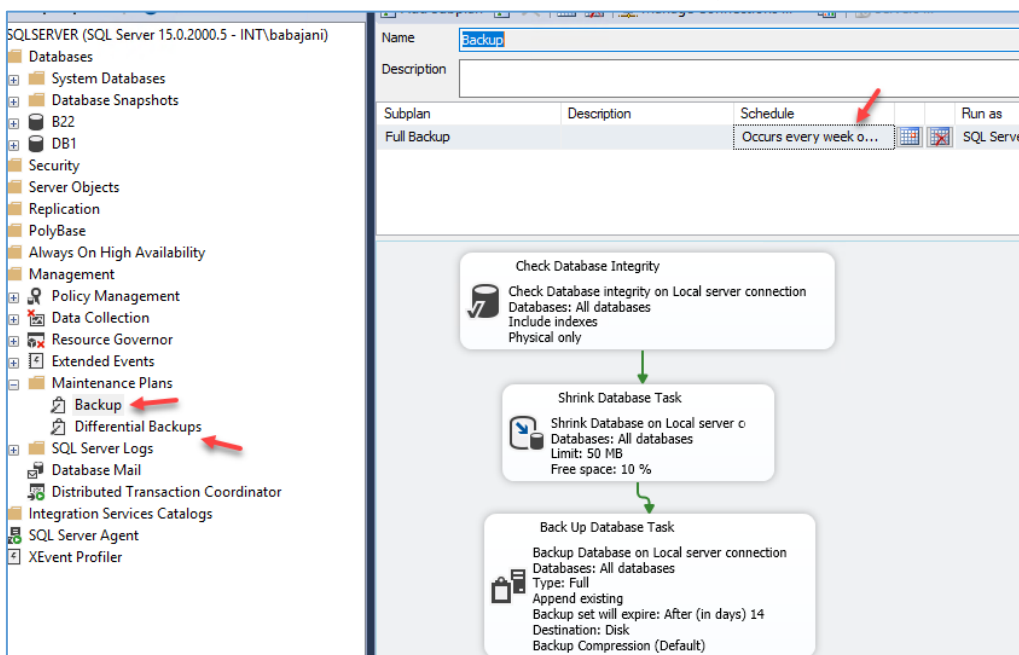 SQLSERVER (SQL Server 15.0.2000.5 - INT\babajani)
Databases
System Databases
Database Snapshots
B22
DB1
Security
Server Objects
Replication
PolyBase
Always On High Availability
Management
Policy Management
Data Collection
Resource Governor
Extended Events
Maintenance Plans
Backup
Differential Backups
SQL Server Logs
Database Mail
Distributed Transaction Coordinator
Integration Services Catalogs
SQL Server Agent
XEvent Profiler
Name
Backup
Description
Subplan Description Schedule Run as
Full Backup Occurs every week o... SQL Serve
Check Database Integrity
Check Database integrity on Local server connection
Databases: All databases
Include indexes
Physical only
Shrink Database Task
Shrink Database on Local server c
Databases: All databases
Limit: 50 MB
Free space: 10 %
Back Up Database Task
Backup Database on Local server connection
Databases: All databases
Type: Full
Append existing
Backup set will expire: After (in days) 14
Destination: Disk
Backup Compression (Default)